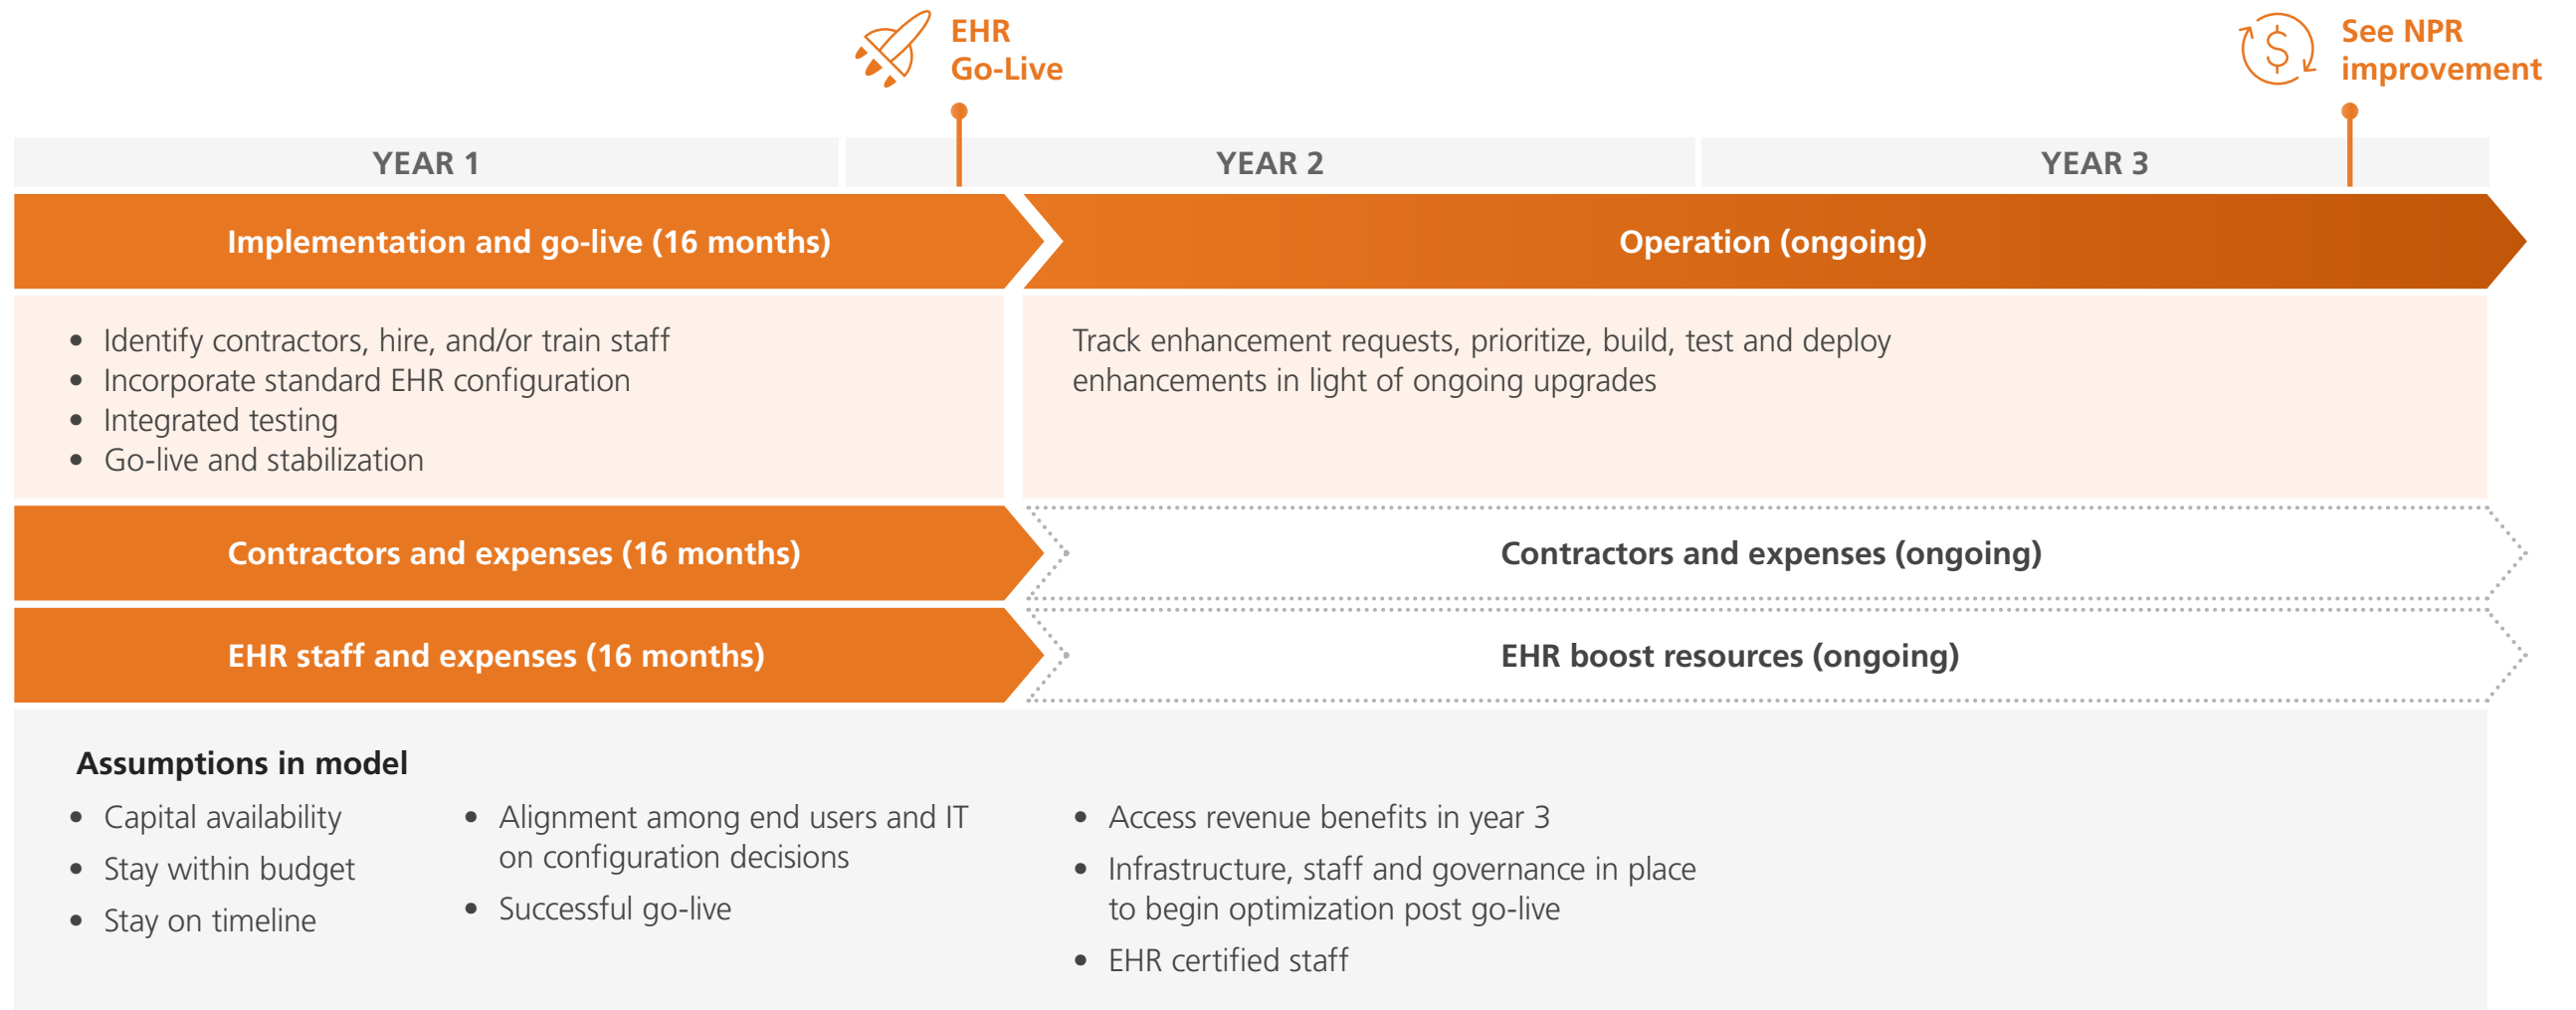 EHR
Go-Live
See NPR
improvement
YEAR 1
YEAR 2
YEAR 3
Implementation and go-live (16 months)
Operation (ongoing)
• Identify contractors, hire, and/or train staff
• Incorporate standard EHR configuration
• Integrated testing
• Go-live and stabilization
Track enhancement requests, prioritize, build, test and deploy
enhancements in light of ongoing upgrades
Contractors and expenses (16 months)
Contractors and expenses (ongoing)
EHR staff and expenses (16 months)
EHR boost resources (ongoing)
Assumptions in model
• Capital availability
• Stay within budget
• Stay on timeline
• Alignment among end users and IT
on configuration decisions
• Successful go-live
• Access revenue benefits in year 3
• Infrastructure, staff and governance in place
to begin optimization post go-live
• EHR certified staff